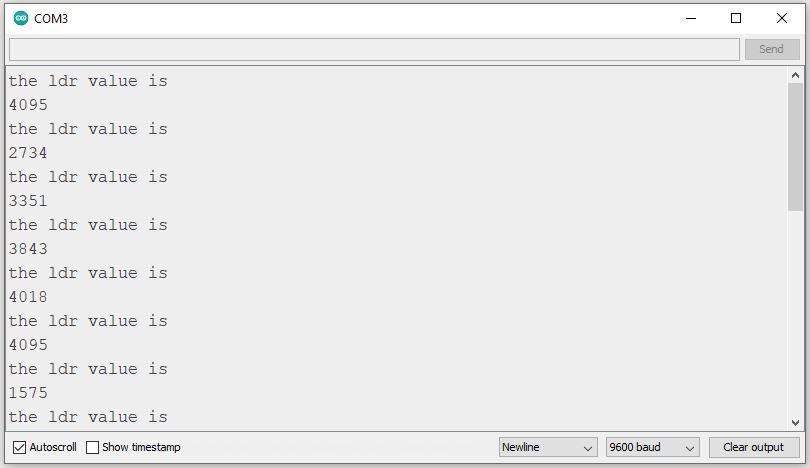 COM3
Send
the ldr value is
4095
the ldr value is
2734
the ldr value is
3351
the ldr value is
3843
the ldr value is
4018
the ldr value is
4095
the ldr value is
1575
the ldr value is
Autoscroll Show timestamp Newline 9600 baud Clear output